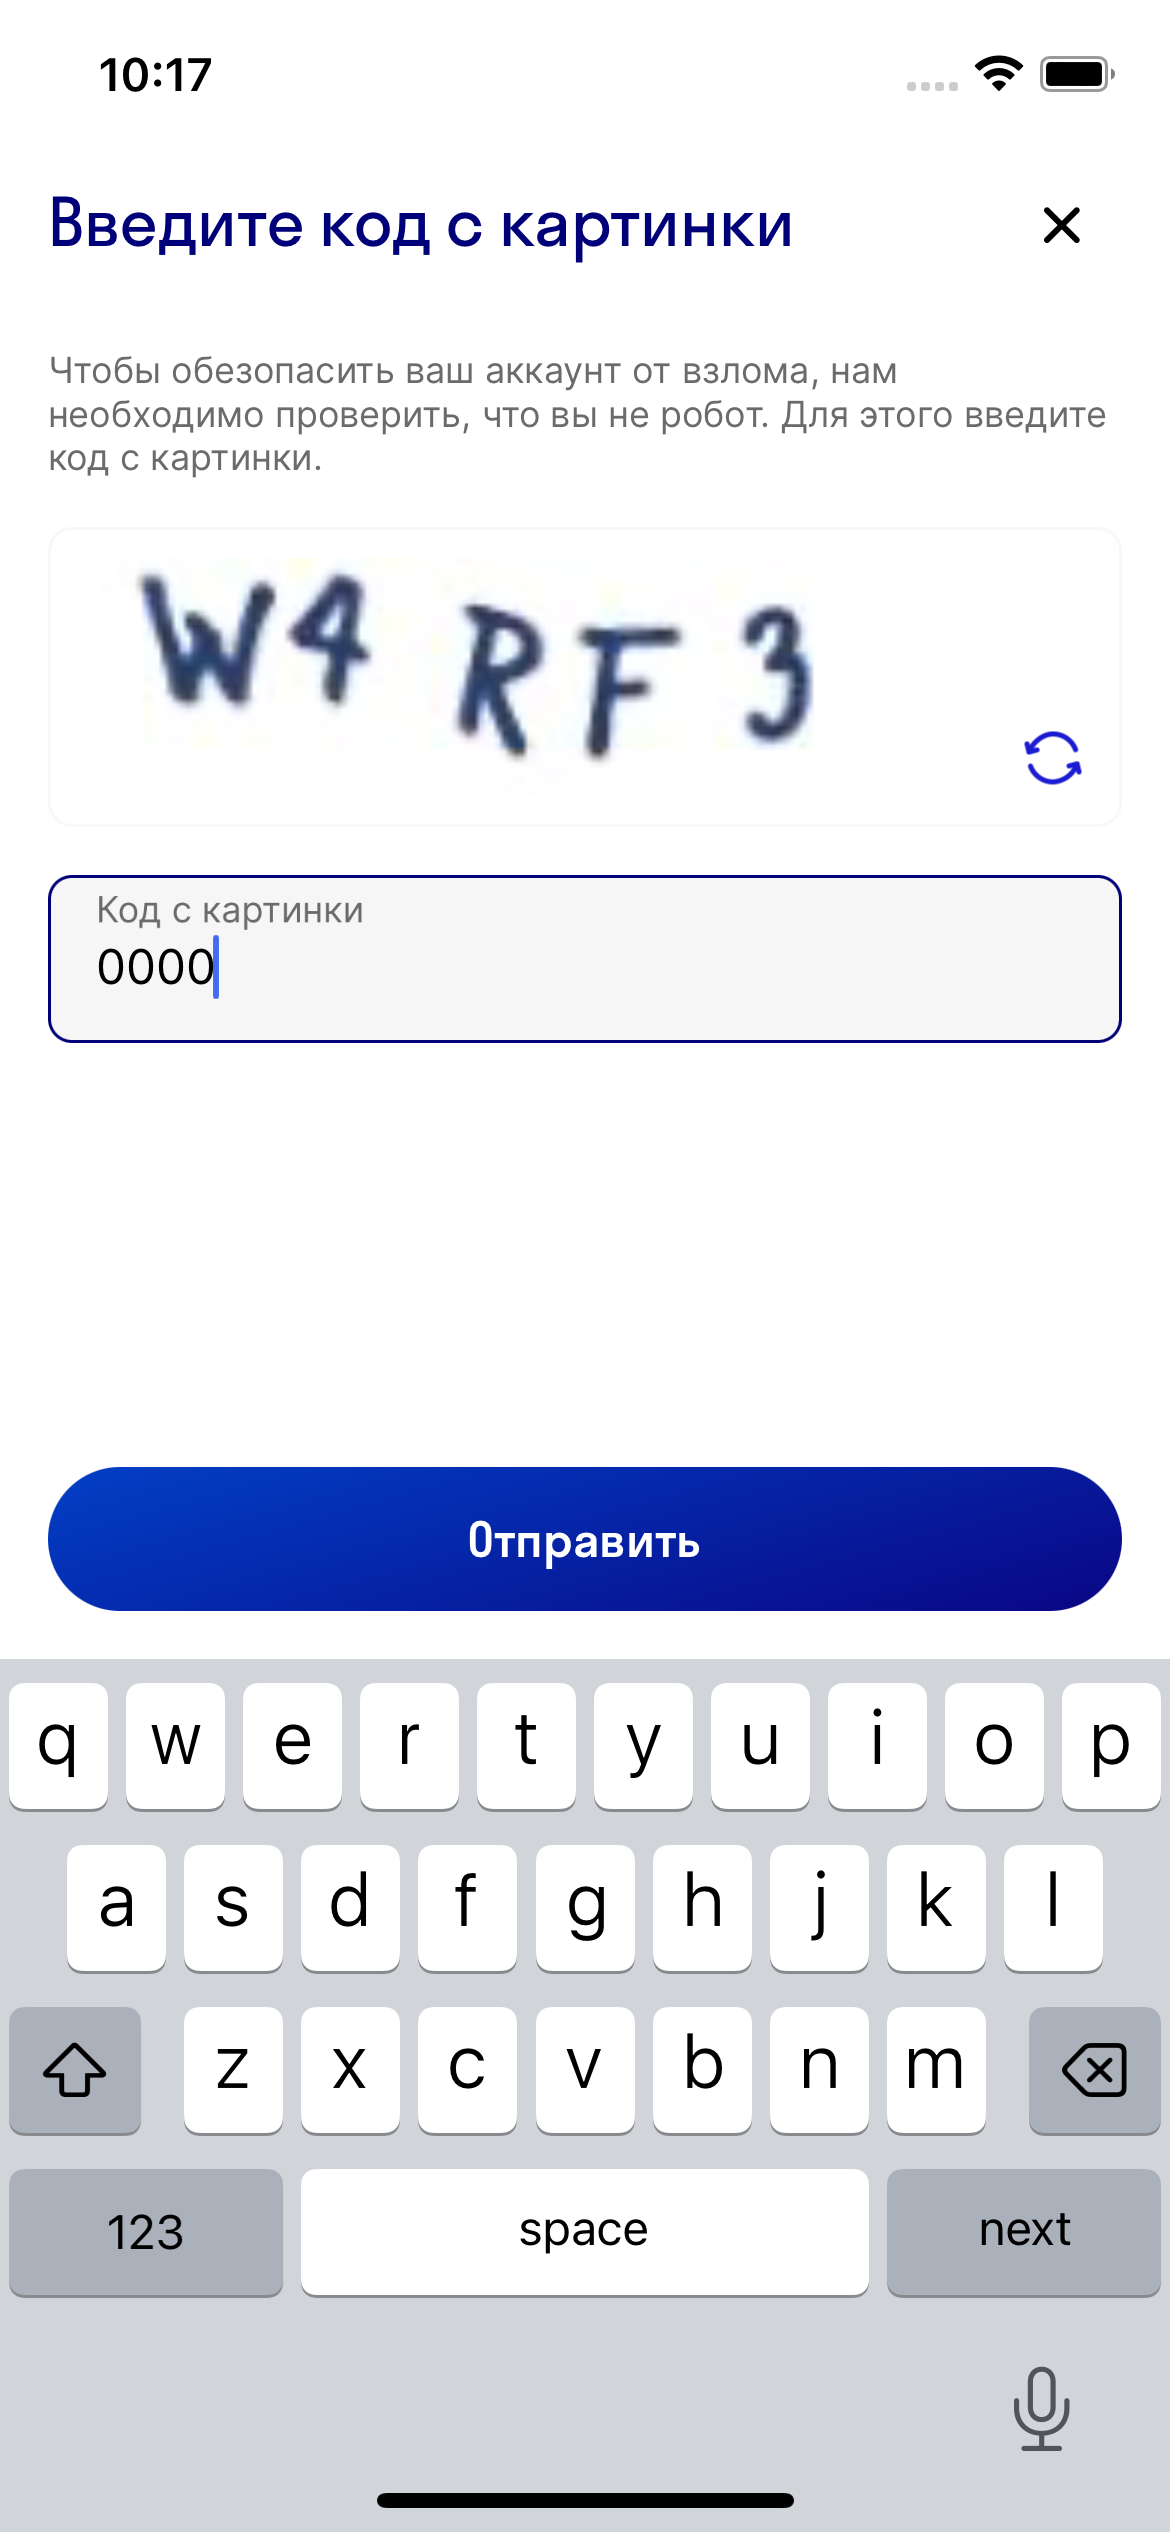 10:17
Введите код с картинки
Чтобы обезопасить ваш аккаунт от взлома, нам
необходимо проверить, что вы не робот. Для этого введите
код с картинки.
W4 RF 3
Код с картинки
0000
Отправить
q w e r t y u i o p
a s d f g h j k l
z x c v b n m
123 space next